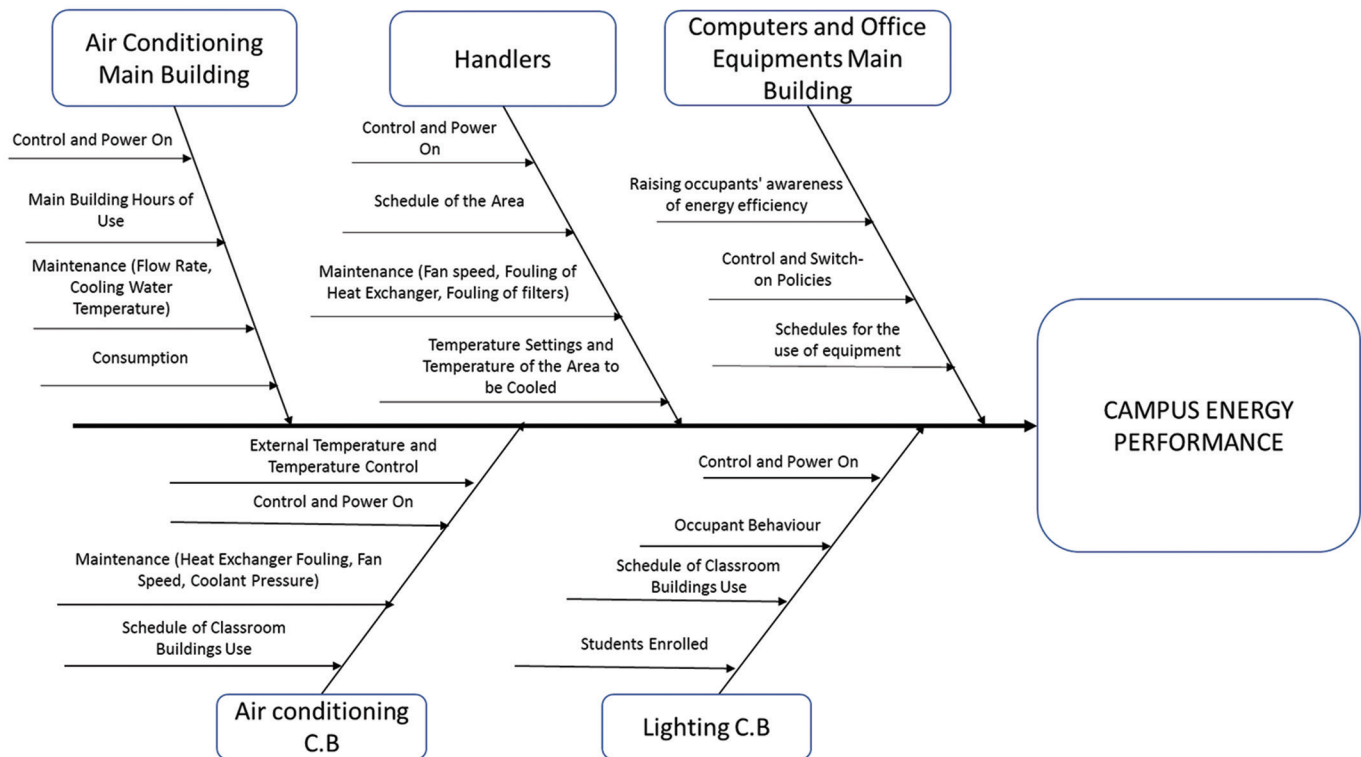 Air Conditioning
Main Building
Handlers
Computers and Office
Equipments Main
Building
Control and Power On
Main Building Hours of
Use
Maintenance (Flow Rate,
Cooling Water
Temperature)
Consumption
Control and Power
On
Schedule of the Area
Maintenance (Fan speed, Fouling of
Heat Exchanger, Fouling of filters)
Temperature Settings and
Temperature of the Area to
be Cooled
Raising occupants' awareness
of energy efficiency
Control and Switch-
on Policies
Schedules for the
use of equipment
CAMPUS ENERGY
PERFORMANCE
External Temperature and
Temperature Control
Control and Power On
Maintenance (Heat Exchanger Fouling, Fan
Speed, Coolant Pressure)
Schedule of Classroom
Buildings Use
Control and Power On
Occupant Behaviour
Schedule of Classroom
Buildings Use
Students Enrolled
Air conditioning
C.B
Lighting C.B